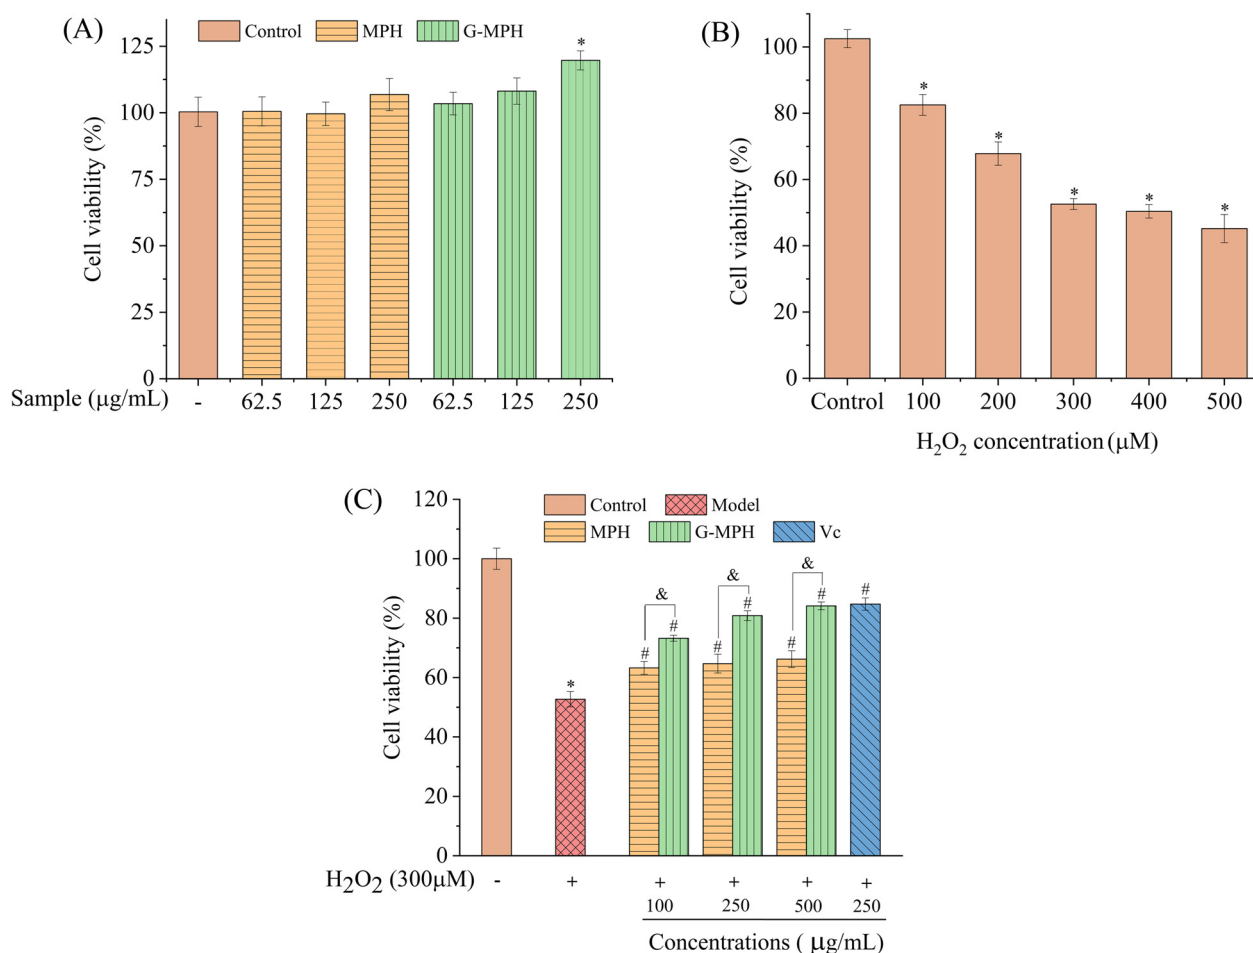 (A)
Control MPH G-MPH
Cell viability (%)
125
100
75
50
25
0
*
Sample (μg/mL) - 62.5 125 250 62.5 125 250
(B)
Cell viability (%)
100
80
60
40
20
0
* * * * *
Control 100 200 300 400 500
H₂O₂ concentration (μM)
(C)
Control Model
MPH G-MPH Vc
Cell viability (%)
120
100
80
60
40
20
0
& & &
* # # # # # # #
H₂O₂ (300μM) - + + + + +
100 250 500 250
Concentrations ( μg/mL)